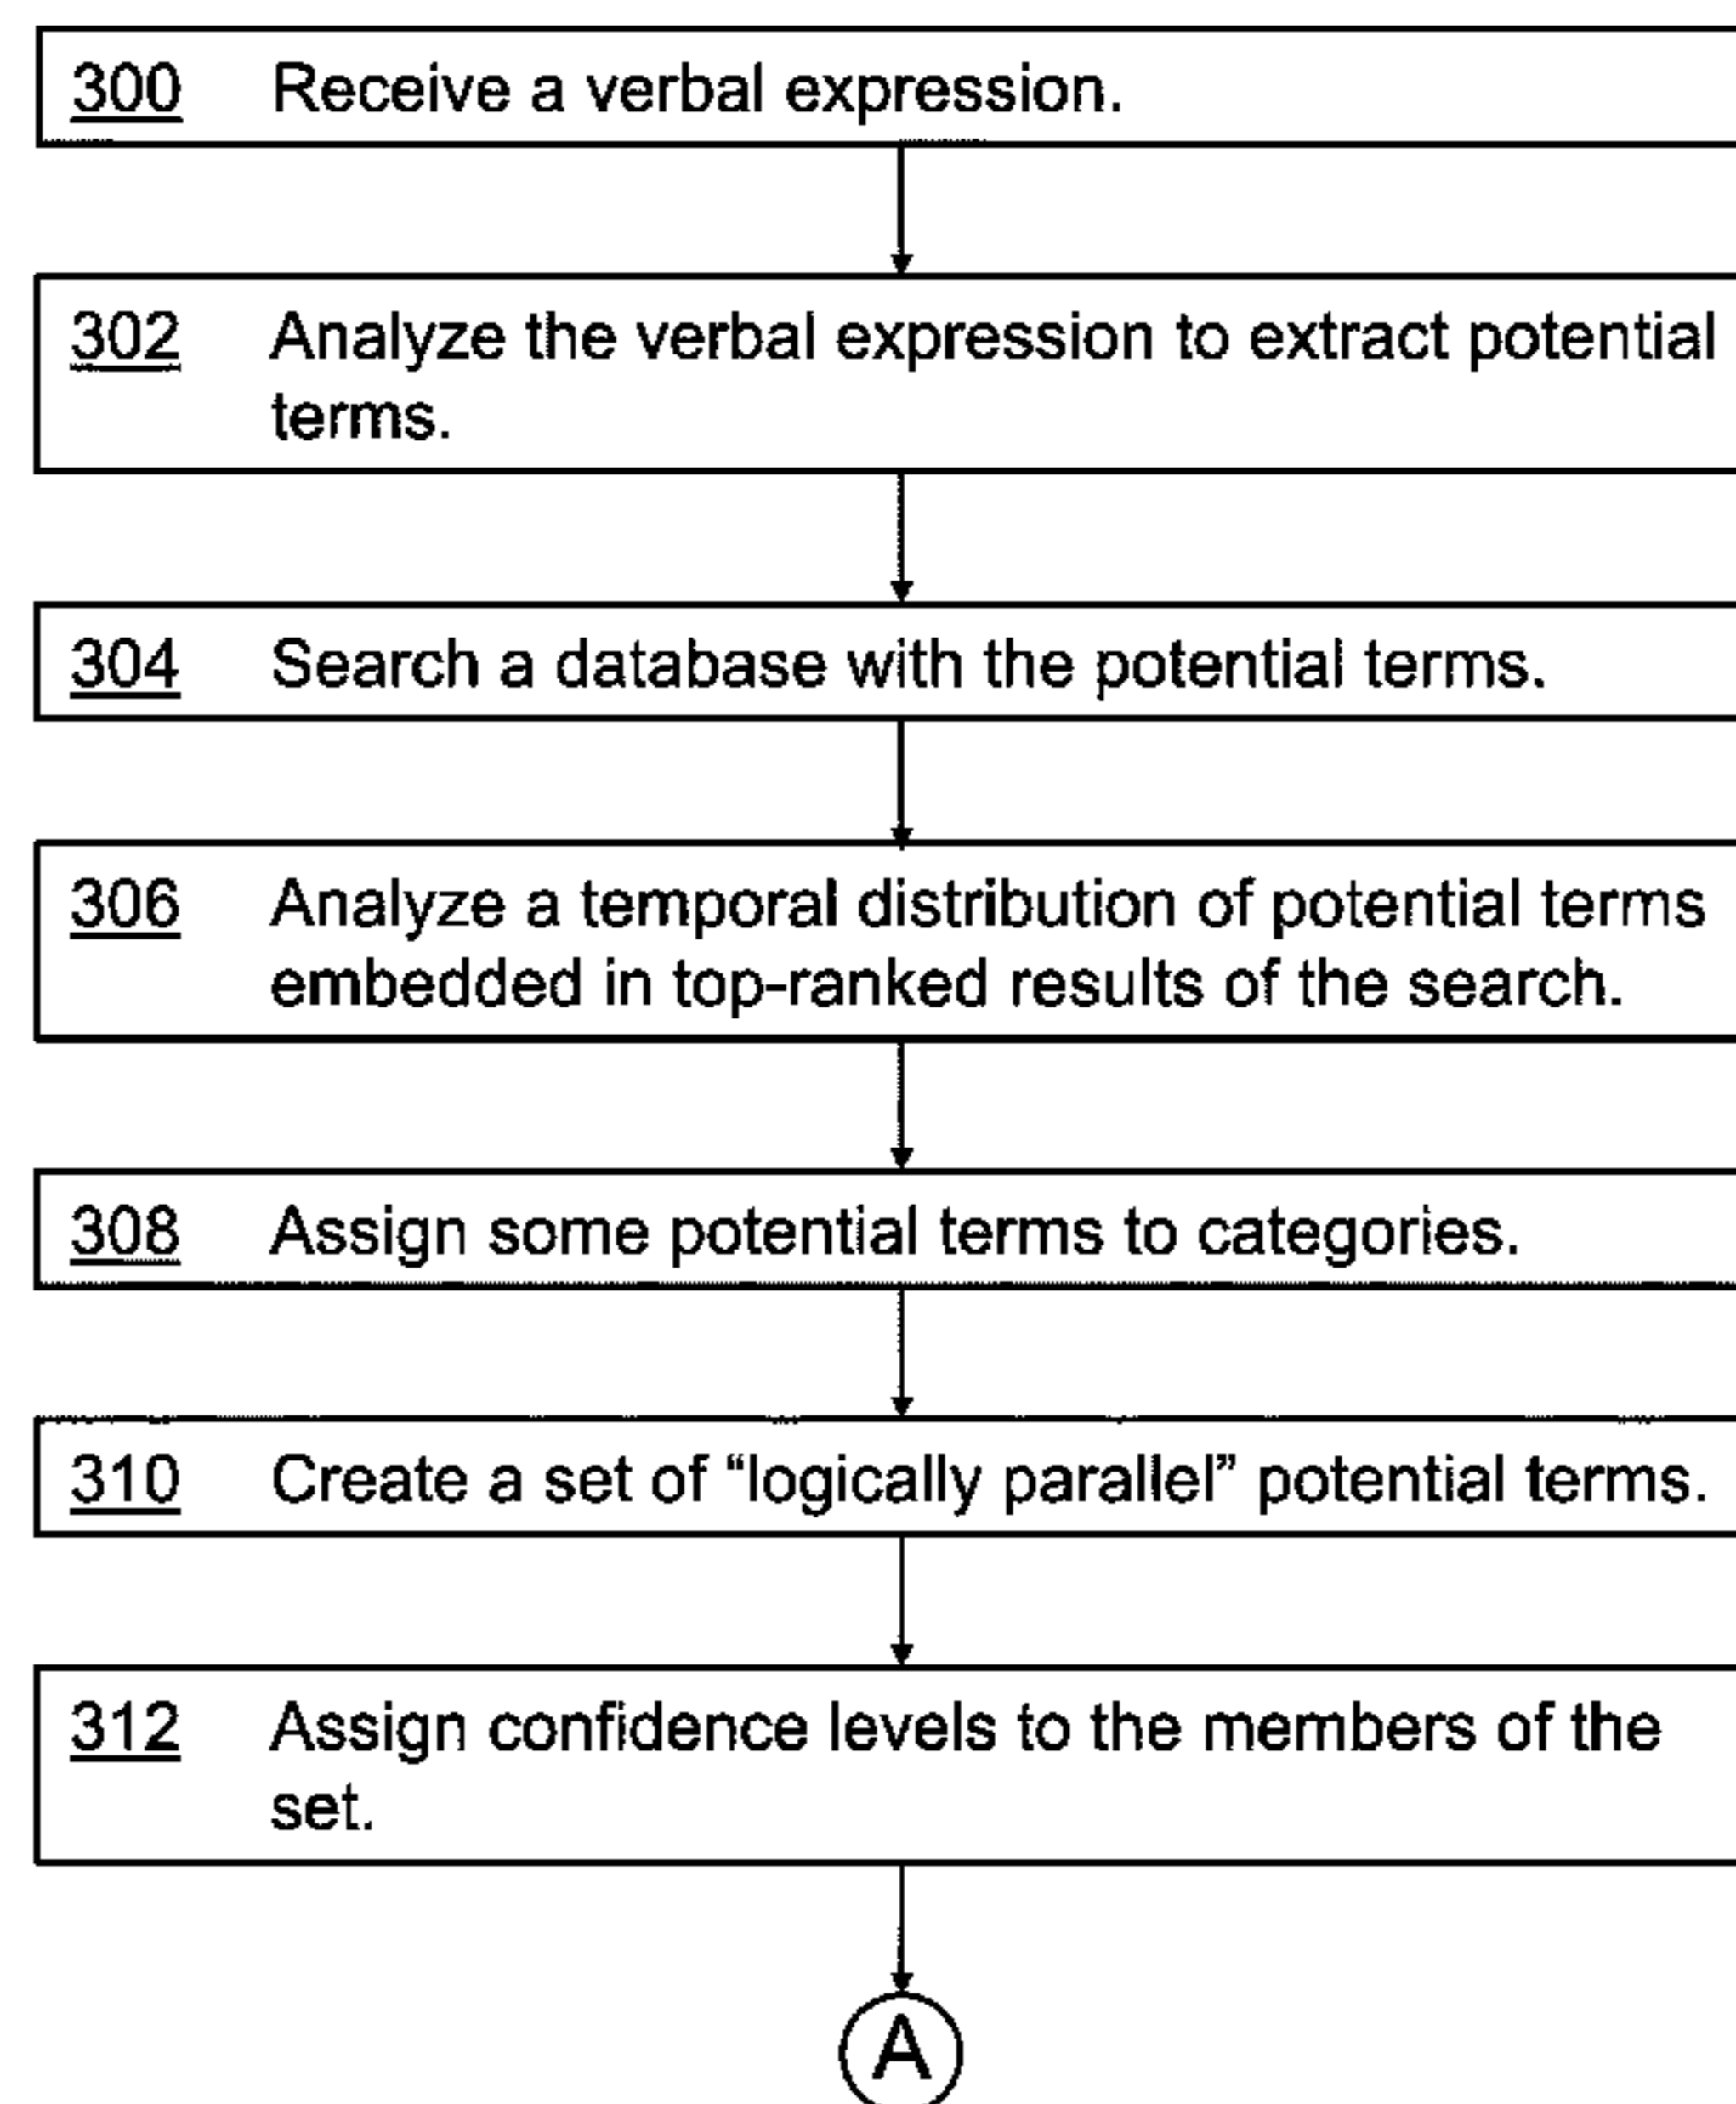 300 Receive a verbal expression.
302 Analyze the verbal expression to extract potential
terms.
304 Search a database with the potential terms.
306 Analyze a temporal distribution of potential terms
embedded in top-ranked results of the search.
308 Assign some potential terms to categories.
310 Create a set of “logically parallel” potential terms.
312 Assign confidence levels to the members of the
set.
A